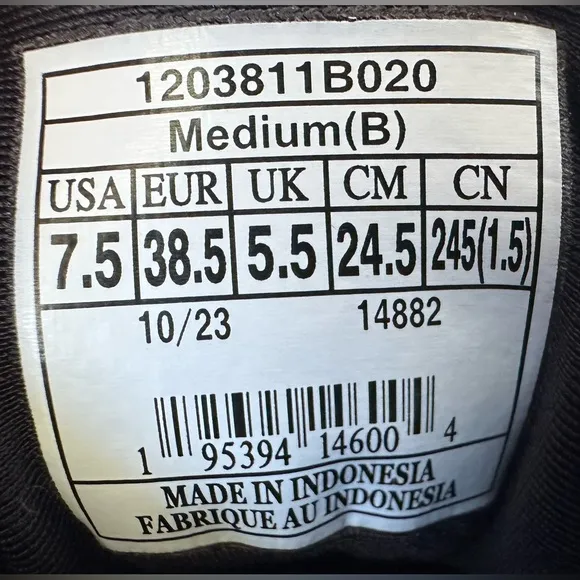 1203811B020
Medium(B)
USA EUR UK CM CN
7.5 38.5 5.5 24.5 245(1.5)
10/23 14882
1 95394 14600 4
MADE IN INDONESIA
FABRIQUE AU INDONESIA